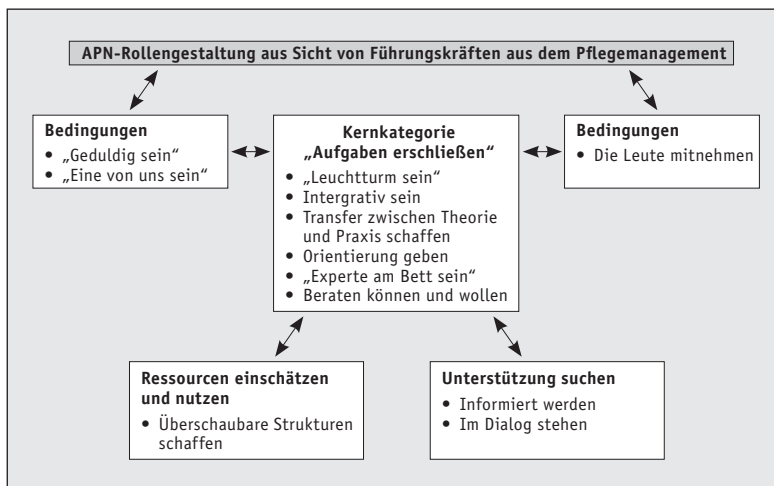 APN-Rollengestaltung aus Sicht von Führungskräften aus dem Pflegemanagement
Bedingungen
• „Geduldig sein“
• „Eine von uns sein“
Kernkategorie
„Aufgaben erschließen“
• „Leuchtturm sein“
• Intergrativ sein
• Transfer zwischen Theorie
und Praxis schaffen
• Orientierung geben
• „Experte am Bett sein“
• Beraten können und wollen
Bedingungen
• Die Leute mitnehmen
Ressourcen einschätzen
und nutzen
• Überschaubare Strukturen
schaffen
Unterstützung suchen
• Informiert werden
• Im Dialog stehen